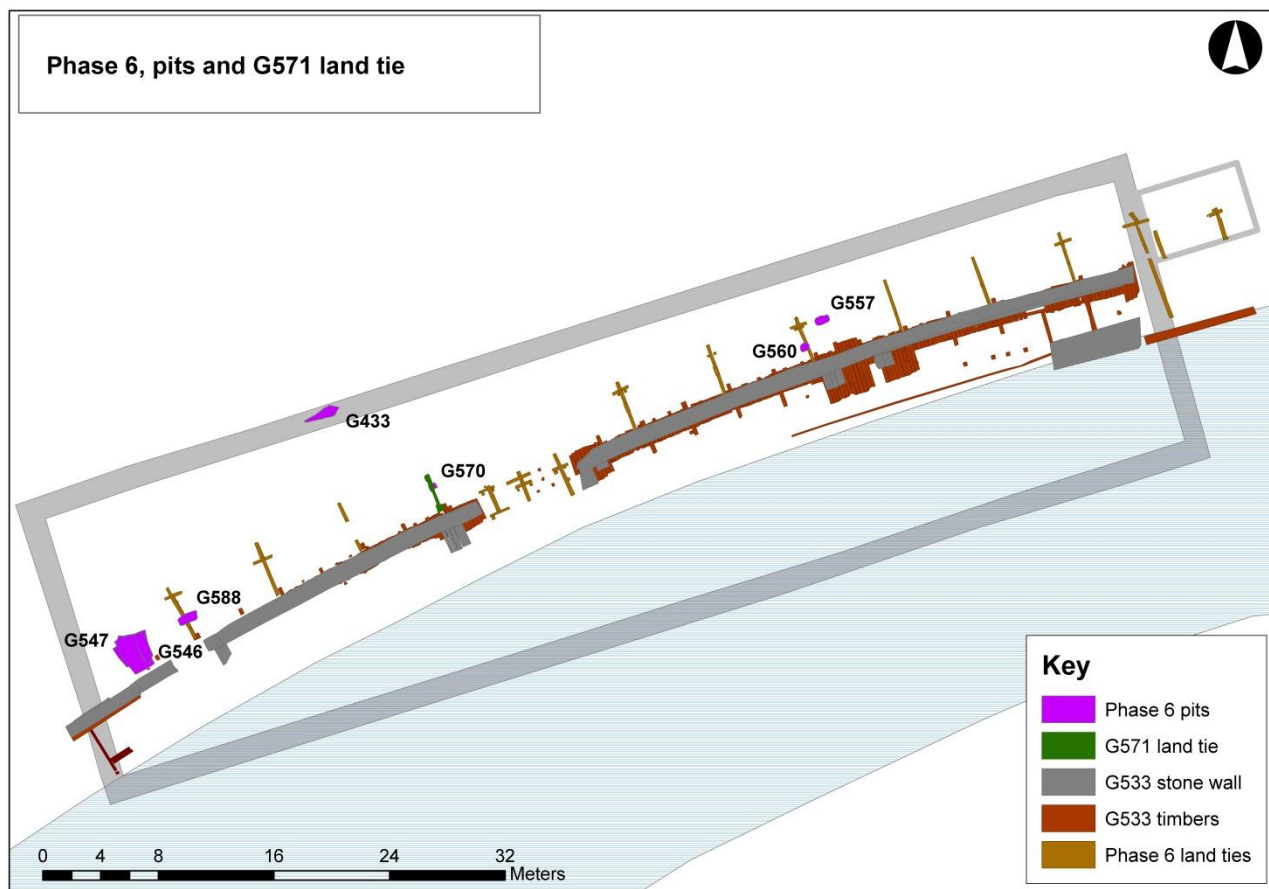 Phase 6, pits and G571 land tie
G557
G560
G433
G570
G588
G547
G546
Key
Phase 6 pits
G571 land tie
G533 stone wall
G533 timbers
Phase 6 land ties
0 4 8 16 24 32
Meters